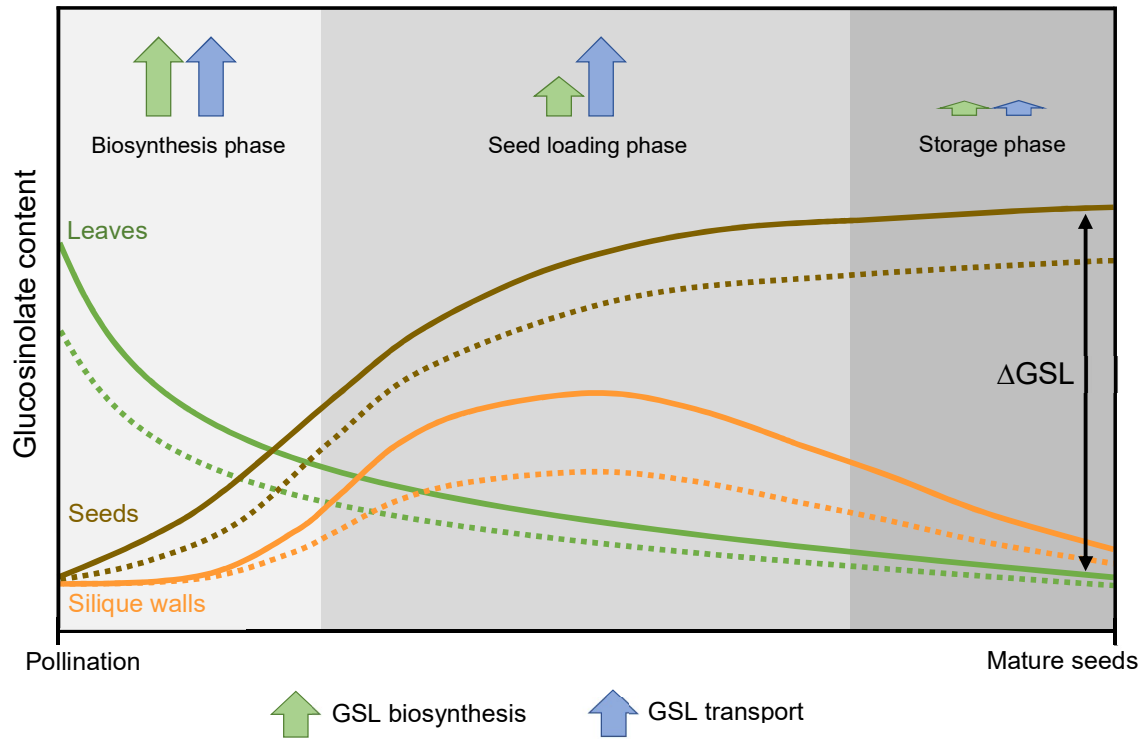 Biosynthesis phase
Seed loading phase
Storage phase
Glucosinolate content
Leaves
ΔGSL
Seeds
Silique walls
Pollination
Mature seeds
GSL biosynthesis
GSL transport